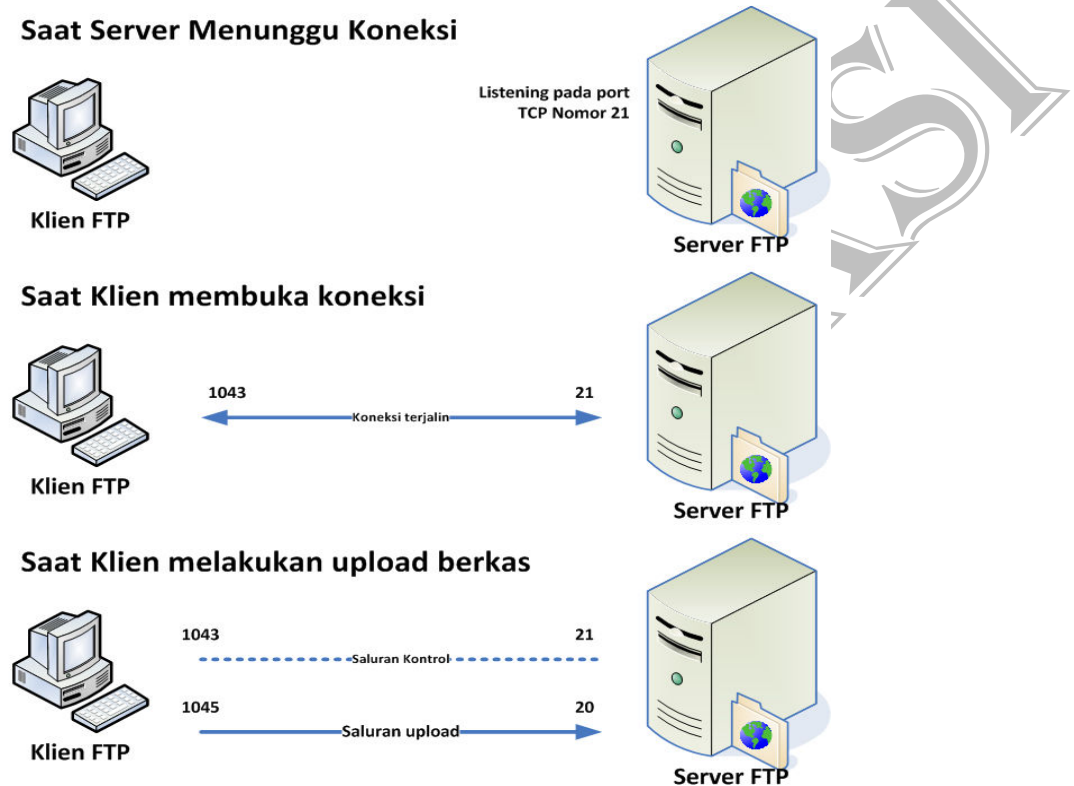 Saat Server Menunggu Koneksi
Listening pada port
TCP Nomor 21
Klien FTP
Server FTP
Saat Klien membuka koneksi
1043
21
Koneksi terjalin
Klien FTP
Server FTP
Saat Klien melakukan upload berkas
1043
21
Saluran Kontrol
1045
20
Saluran upload
Klien FTP
Server FTP